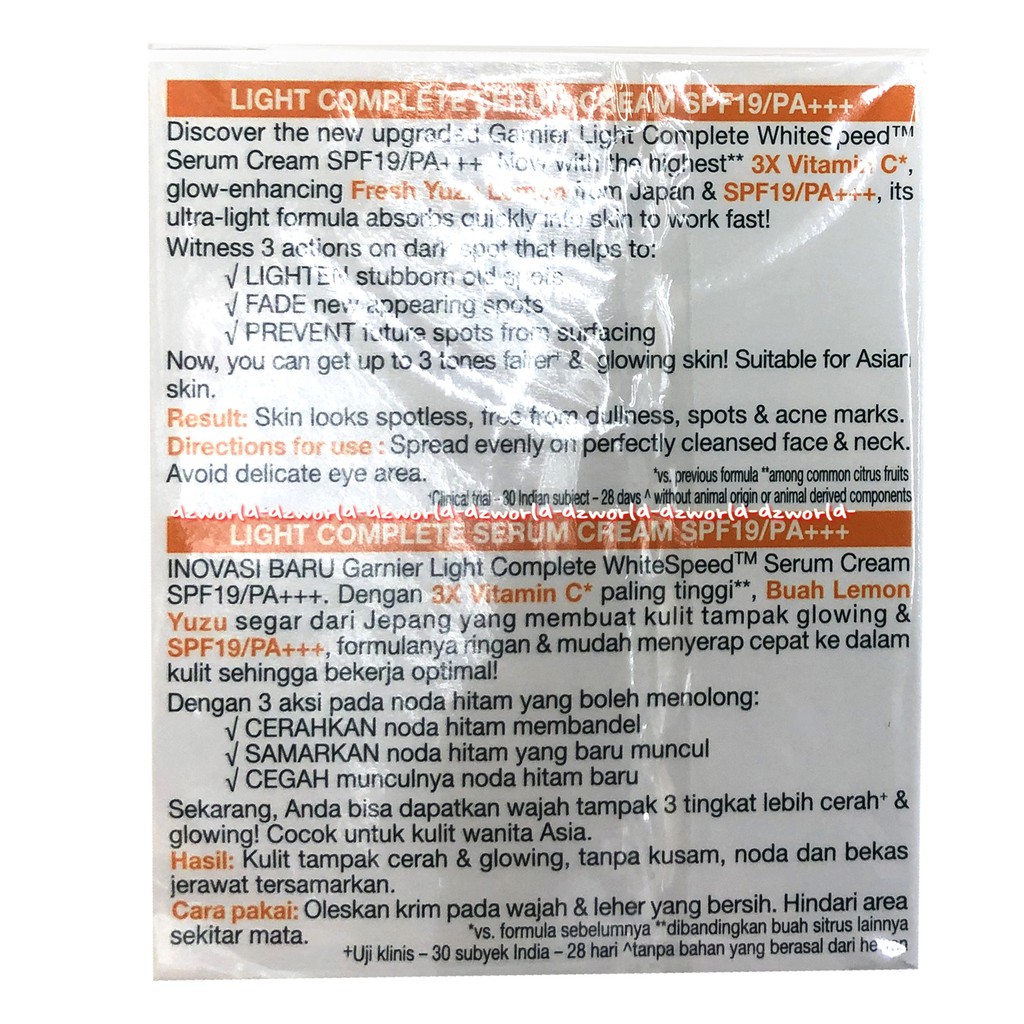 LIGHT COMPLETE SERUM CREAM SPF19/PA+++
Discover the new upgraded Garnier Light Complete WhiteSpeed™
Serum Cream SPF19/PA+++ Now with the highest** 3X Vitamin C*,
glow-enhancing Fresh Yuzu Lemon from Japan & SPF19/PA+++, its
ultra-light formula absorbs quickly into skin to work fast!
Witness 3 actions on dark spot that helps to:
√ LIGHTEN stubborn old spots
√ FADE new appearing spots
√ PREVENT future spots from surfacing
Now, you can get up to 3 tones fairer⁺ & glowing skin! Suitable for Asian
skin.
Result: Skin looks spotless, free from dullness, spots & acne marks.
Directions for use : Spread evenly on perfectly cleansed face & neck.
Avoid delicate eye area. *vs. previous formula **among common citrus fruits
⁺Clinical trial – 30 Indian subject – 28 days ^ without animal origin or animal derived components
-azworld-azworld-azworld-azworld-azworld-azworld-azworld-
LIGHT COMPLETE SERUM CREAM SPF19/PA+++
INOVASI BARU Garnier Light Complete WhiteSpeed™ Serum Cream
SPF19/PA+++. Dengan 3X Vitamin C* paling tinggi**, Buah Lemon
Yuzu segar dari Jepang yang membuat kulit tampak glowing &
SPF19/PA+++, formulanya ringan & mudah menyerap cepat ke dalam
kulit sehingga bekerja optimal!
Dengan 3 aksi pada noda hitam yang boleh menolong:
√ CERAHKAN noda hitam membandel
√ SAMARKAN noda hitam yang baru muncul
√ CEGAH munculnya noda hitam baru
Sekarang, Anda bisa dapatkan wajah tampak 3 tingkat lebih cerah⁺ &
glowing! Cocok untuk kulit wanita Asia.
Hasil: Kulit tampak cerah & glowing, tanpa kusam, noda dan bekas
jerawat tersamarkan.
Cara pakai: Oleskan krim pada wajah & leher yang bersih. Hindari area
sekitar mata. *vs. formula sebelumnya **dibandingkan buah sitrus lainnya
+Uji klinis – 30 subyek India – 28 hari ^tanpa bahan yang berasal dari hewan